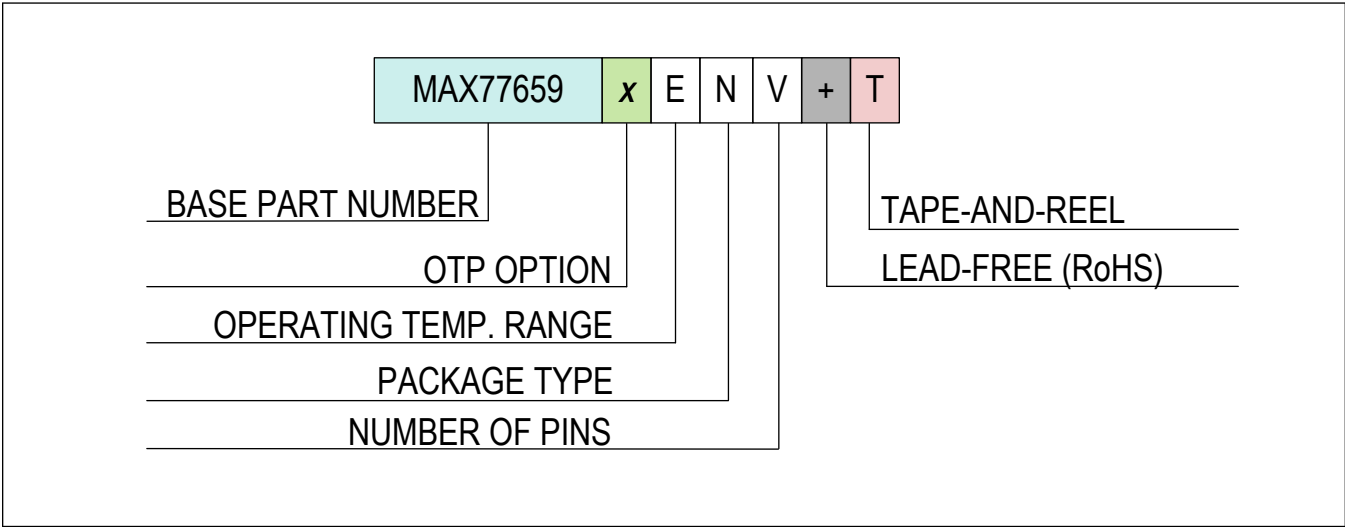 MAX77659 x E N V + T
BASE PART NUMBER
TAPE-AND-REEL
OTP OPTION
LEAD-FREE (RoHS)
OPERATING TEMP. RANGE
PACKAGE TYPE
NUMBER OF PINS